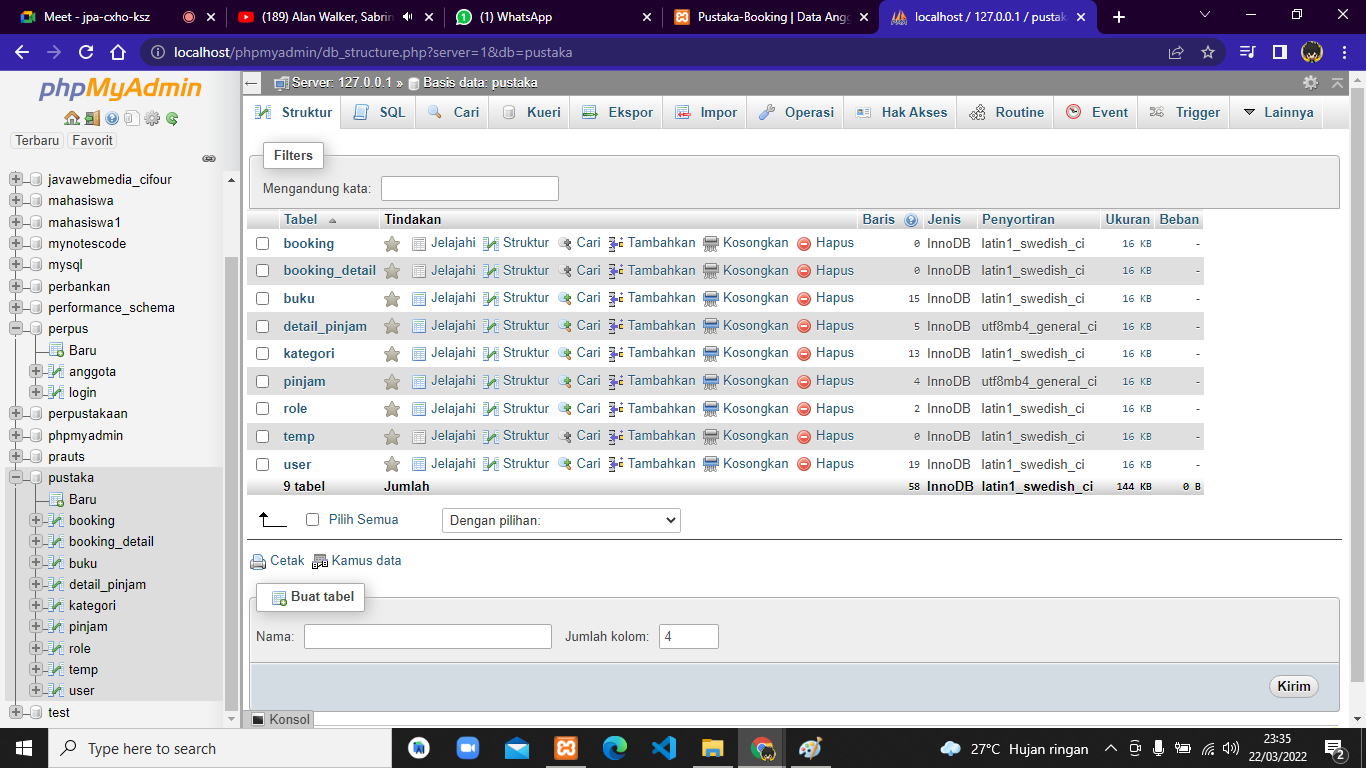 Meet - jpa-cxho-ksz
(189) Alan Walker, Sabrin
(1) WhatsApp
Pustaka-Booking | Data Angg
localhost / 127.0.0.1 / pustak
localhost/phpmyadmin/db_structure.php?server=1&db=pustaka
phpMyAdmin
Terbaru Favorit
javawebmedia_cifour
mahasiswa
mahasiswa1
mynotescode
mysql
perbankan
performance_schema
perpus
Baru
anggota
login
perpustakaan
phpmyadmin
prauts
pustaka
Baru
booking
booking_detail
buku
detail_pinjam
kategori
pinjam
role
temp
user
test
Server: 127.0.0.1 » Basis data: pustaka
Struktur SQL Cari Kueri Ekspor Impor Operasi Hak Akses Routine Event Trigger Lainnya
Filters
Mengandung kata:
Tabel Tindakan Baris Jenis Penyortiran Ukuran Beban
booking Jelajahi Struktur Cari Tambahkan Kosongkan Hapus 0 InnoDB latin1_swedish_ci 16 KB -
booking_detail Jelajahi Struktur Cari Tambahkan Kosongkan Hapus 0 InnoDB latin1_swedish_ci 16 KB -
buku Jelajahi Struktur Cari Tambahkan Kosongkan Hapus 15 InnoDB latin1_swedish_ci 16 KB -
detail_pinjam Jelajahi Struktur Cari Tambahkan Kosongkan Hapus 5 InnoDB utf8mb4_general_ci 16 KB -
kategori Jelajahi Struktur Cari Tambahkan Kosongkan Hapus 13 InnoDB latin1_swedish_ci 16 KB -
pinjam Jelajahi Struktur Cari Tambahkan Kosongkan Hapus 4 InnoDB utf8mb4_general_ci 16 KB -
role Jelajahi Struktur Cari Tambahkan Kosongkan Hapus 2 InnoDB latin1_swedish_ci 16 KB -
temp Jelajahi Struktur Cari Tambahkan Kosongkan Hapus 0 InnoDB latin1_swedish_ci 16 KB -
user Jelajahi Struktur Cari Tambahkan Kosongkan Hapus 19 InnoDB latin1_swedish_ci 16 KB -
9 tabel Jumlah 58 InnoDB latin1_swedish_ci 144 KB 0 B
Pilih Semua Dengan pilihan:
Cetak Kamus data
Buat tabel
Nama: Jumlah kolom: 4
Kirim
Konsol
Type here to search
27°C Hujan ringan
23:35
22/03/2022
2